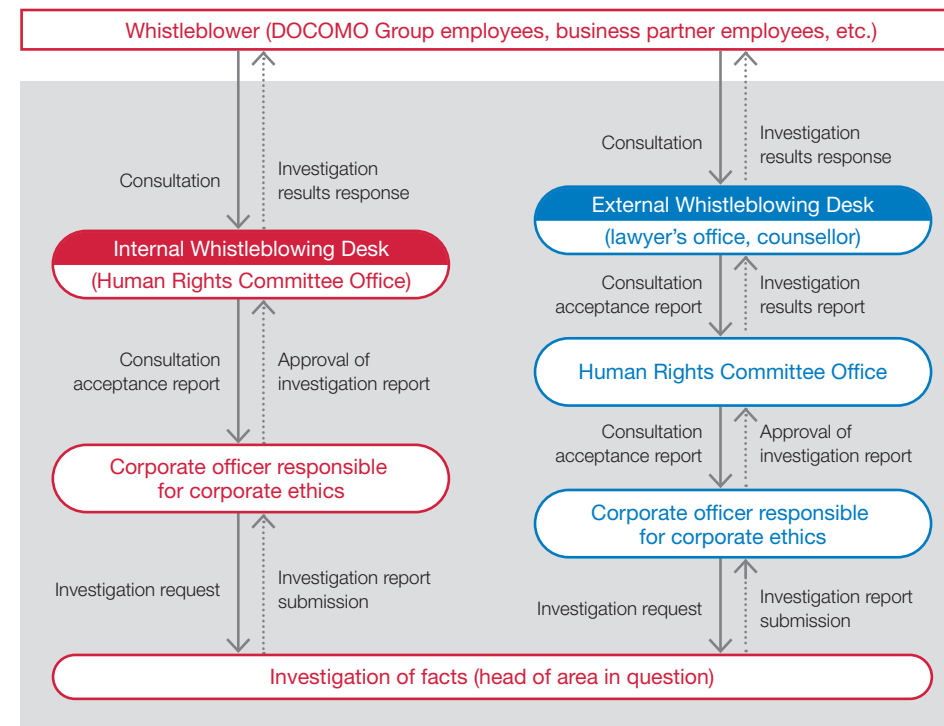 Whistleblower (DOCOMO Group employees, business partner employees, etc.)
Consultation
Investigation
results response
Internal Whistleblowing Desk
(Human Rights Committee Office)
Consultation
acceptance report
Approval of
investigation report
Corporate officer responsible
for corporate ethics
Investigation request
Investigation report
submission
Consultation
Investigation
results response
External Whistleblowing Desk
(lawyer's office, counsellor)
Consultation
acceptance report
Investigation
results report
Human Rights Committee Office
Consultation
acceptance report
Approval of
investigation report
Corporate officer responsible
for corporate ethics
Investigation request
Investigation report
submission
Investigation of facts (head of area in question)